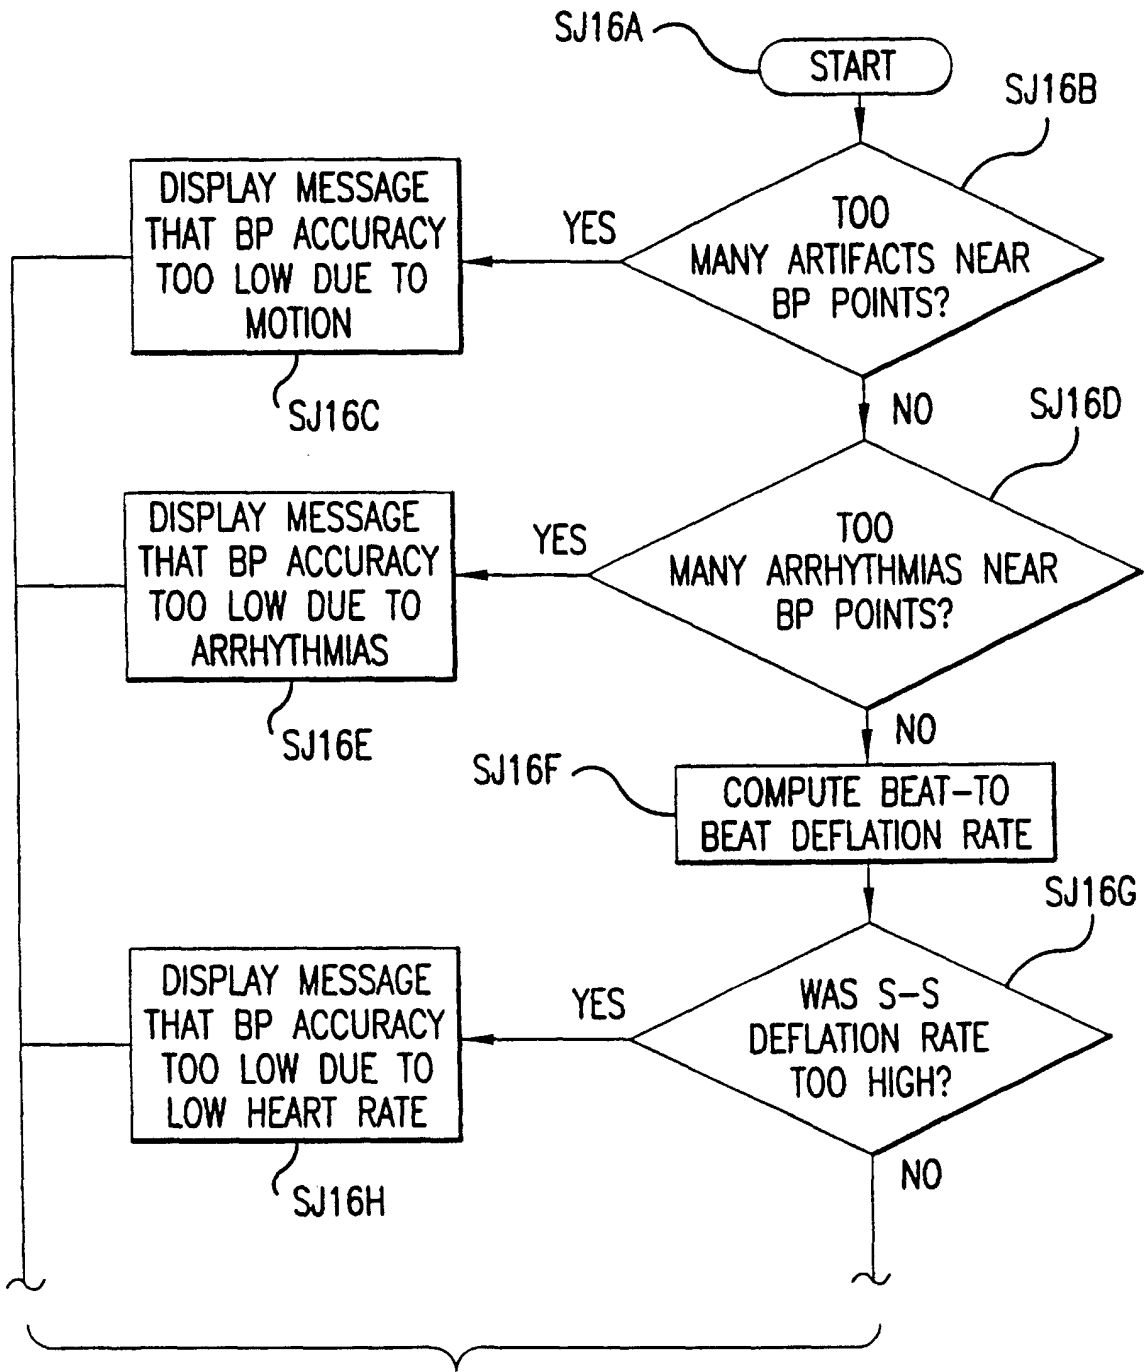 SJ16A
START
SJ16B
TOO
MANY ARTIFACTS NEAR
BP POINTS?
YES
DISPLAY MESSAGE
THAT BP ACCURACY
TOO LOW DUE TO
MOTION
SJ16C
NO
SJ16D
TOO
MANY ARRHYTHMIAS NEAR
BP POINTS?
YES
DISPLAY MESSAGE
THAT BP ACCURACY
TOO LOW DUE TO
ARRHYTHMIAS
SJ16E
NO
SJ16F
COMPUTE BEAT-TO
BEAT DEFLATION RATE
SJ16G
WAS S-S
DEFLATION RATE
TOO HIGH?
YES
DISPLAY MESSAGE
THAT BP ACCURACY
TOO LOW DUE TO
LOW HEART RATE
SJ16H
NO